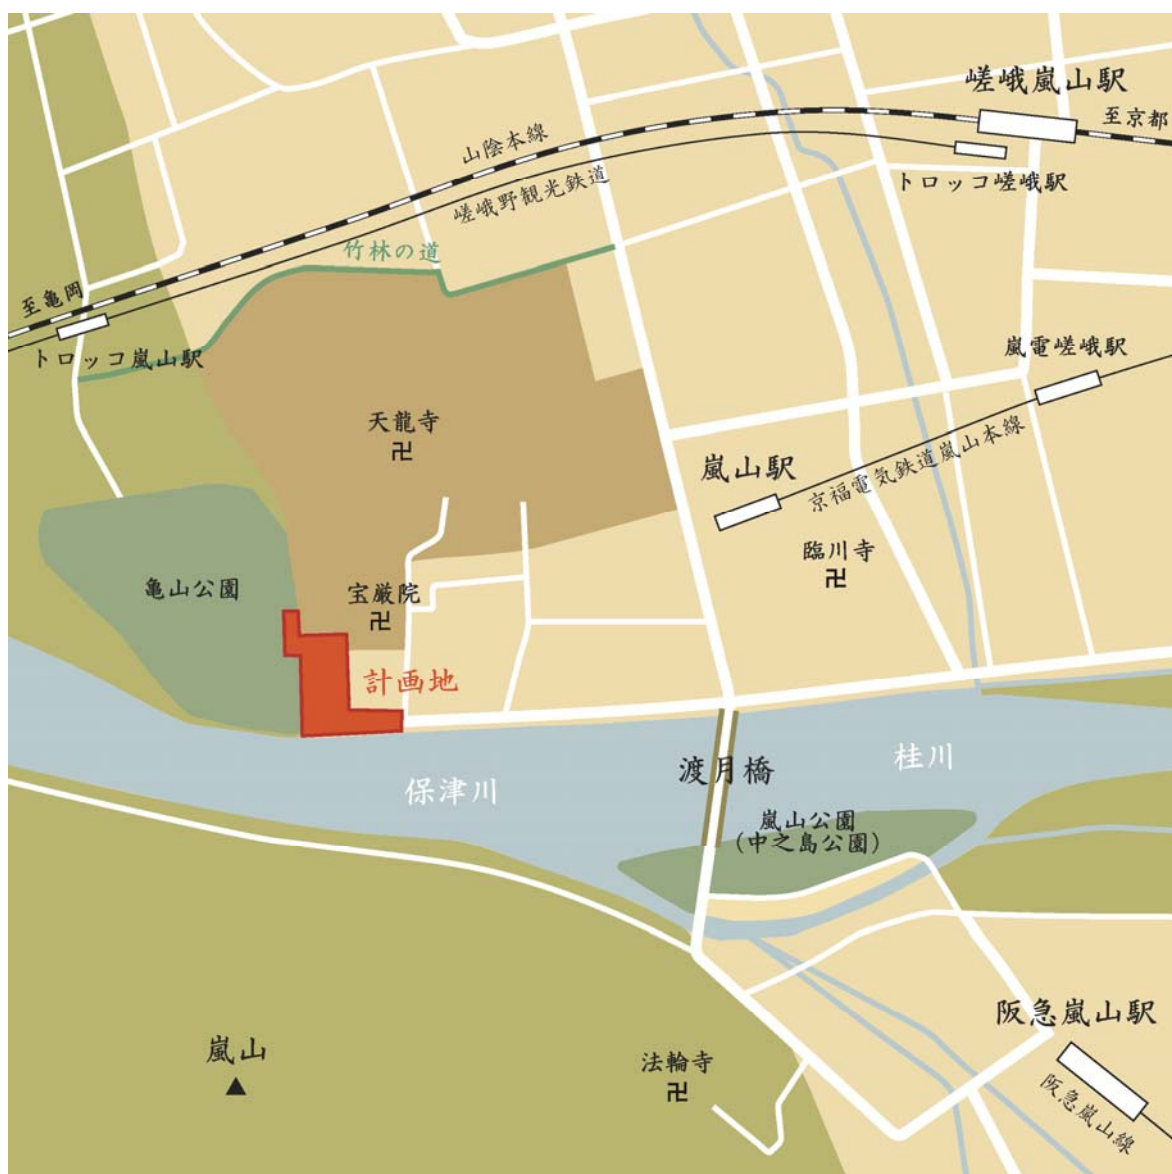 嵯峨嵐山駅
至京都
山陰本線
トロッコ嵯峨駅
嵯峨野観光鉄道
竹林の道
至亀岡
トロッコ嵐山駅
嵐電嵯峨駅
天龍寺
卍
嵐山駅
京福電気鉄道嵐山本線
臨川寺
卍
亀山公園
宝厳院
卍
計画地
渡月橋
桂川
保津川
嵐山公園
(中之島公園)
阪急嵐山駅
嵐山
法輪寺
卍
阪急嵐山線